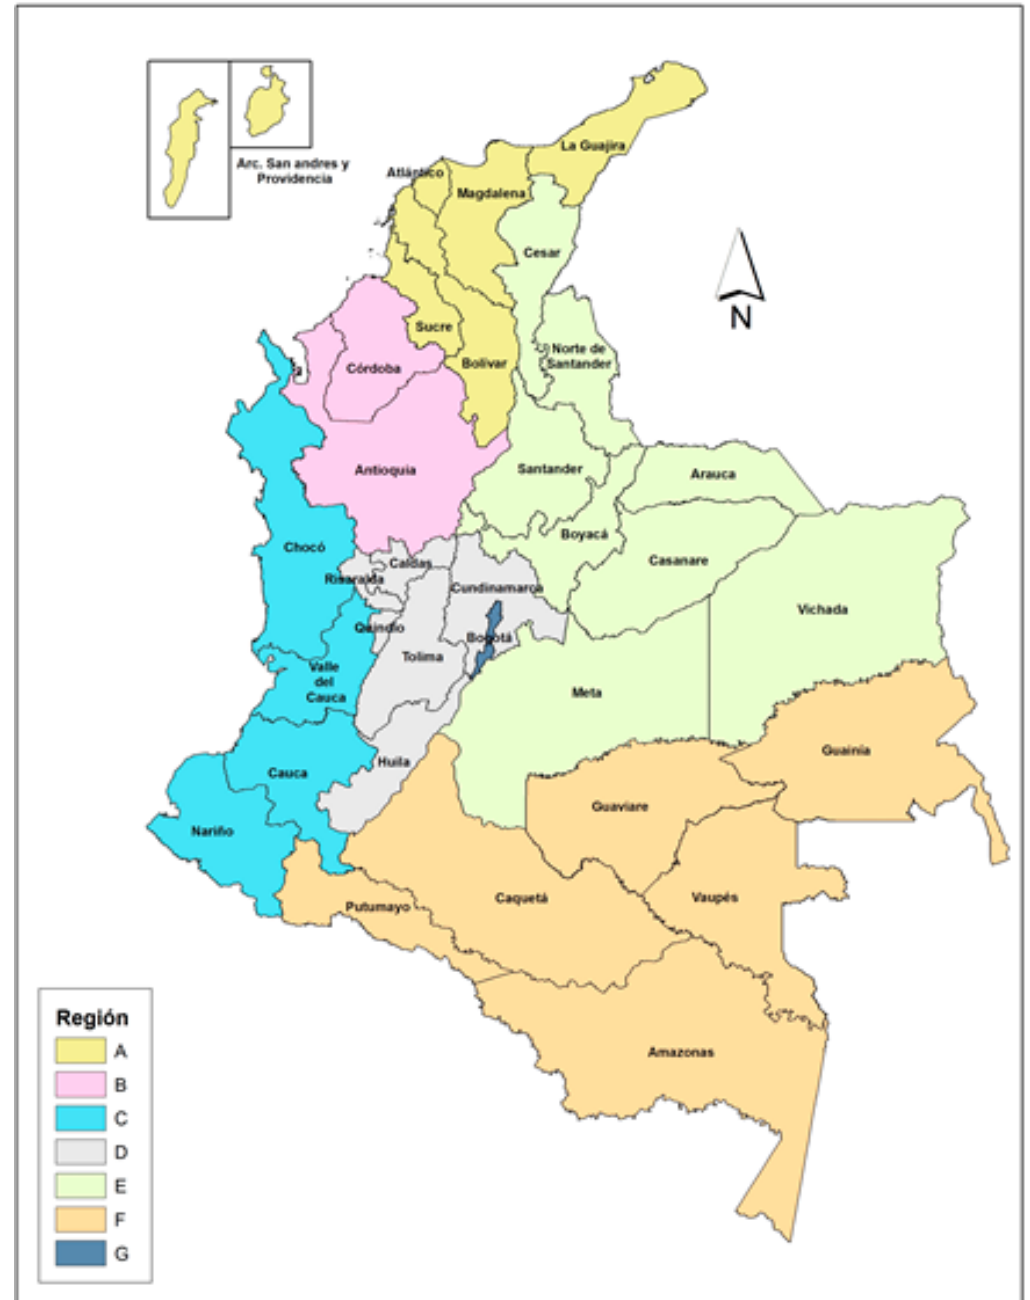 Arc. San andres y
Providencia
La Guajira
Atlántico
Magdalena
Cesar
N
Sucre
Norte de
Santander
Bolívar
Córdoba
Antioquia
Santander
Arauca
Boyacá
Chocó
Caldas
Casanare
Risaralda
Cundinamarca
Vichada
Quindio
Bogotá
Tolima
Valle
del
Cauca
Meta
Guainía
Huila
Cauca
Guaviare
Nariño
Caquetá
Vaupés
Putumayo
Amazonas
Región
A
B
C
D
E
F
G